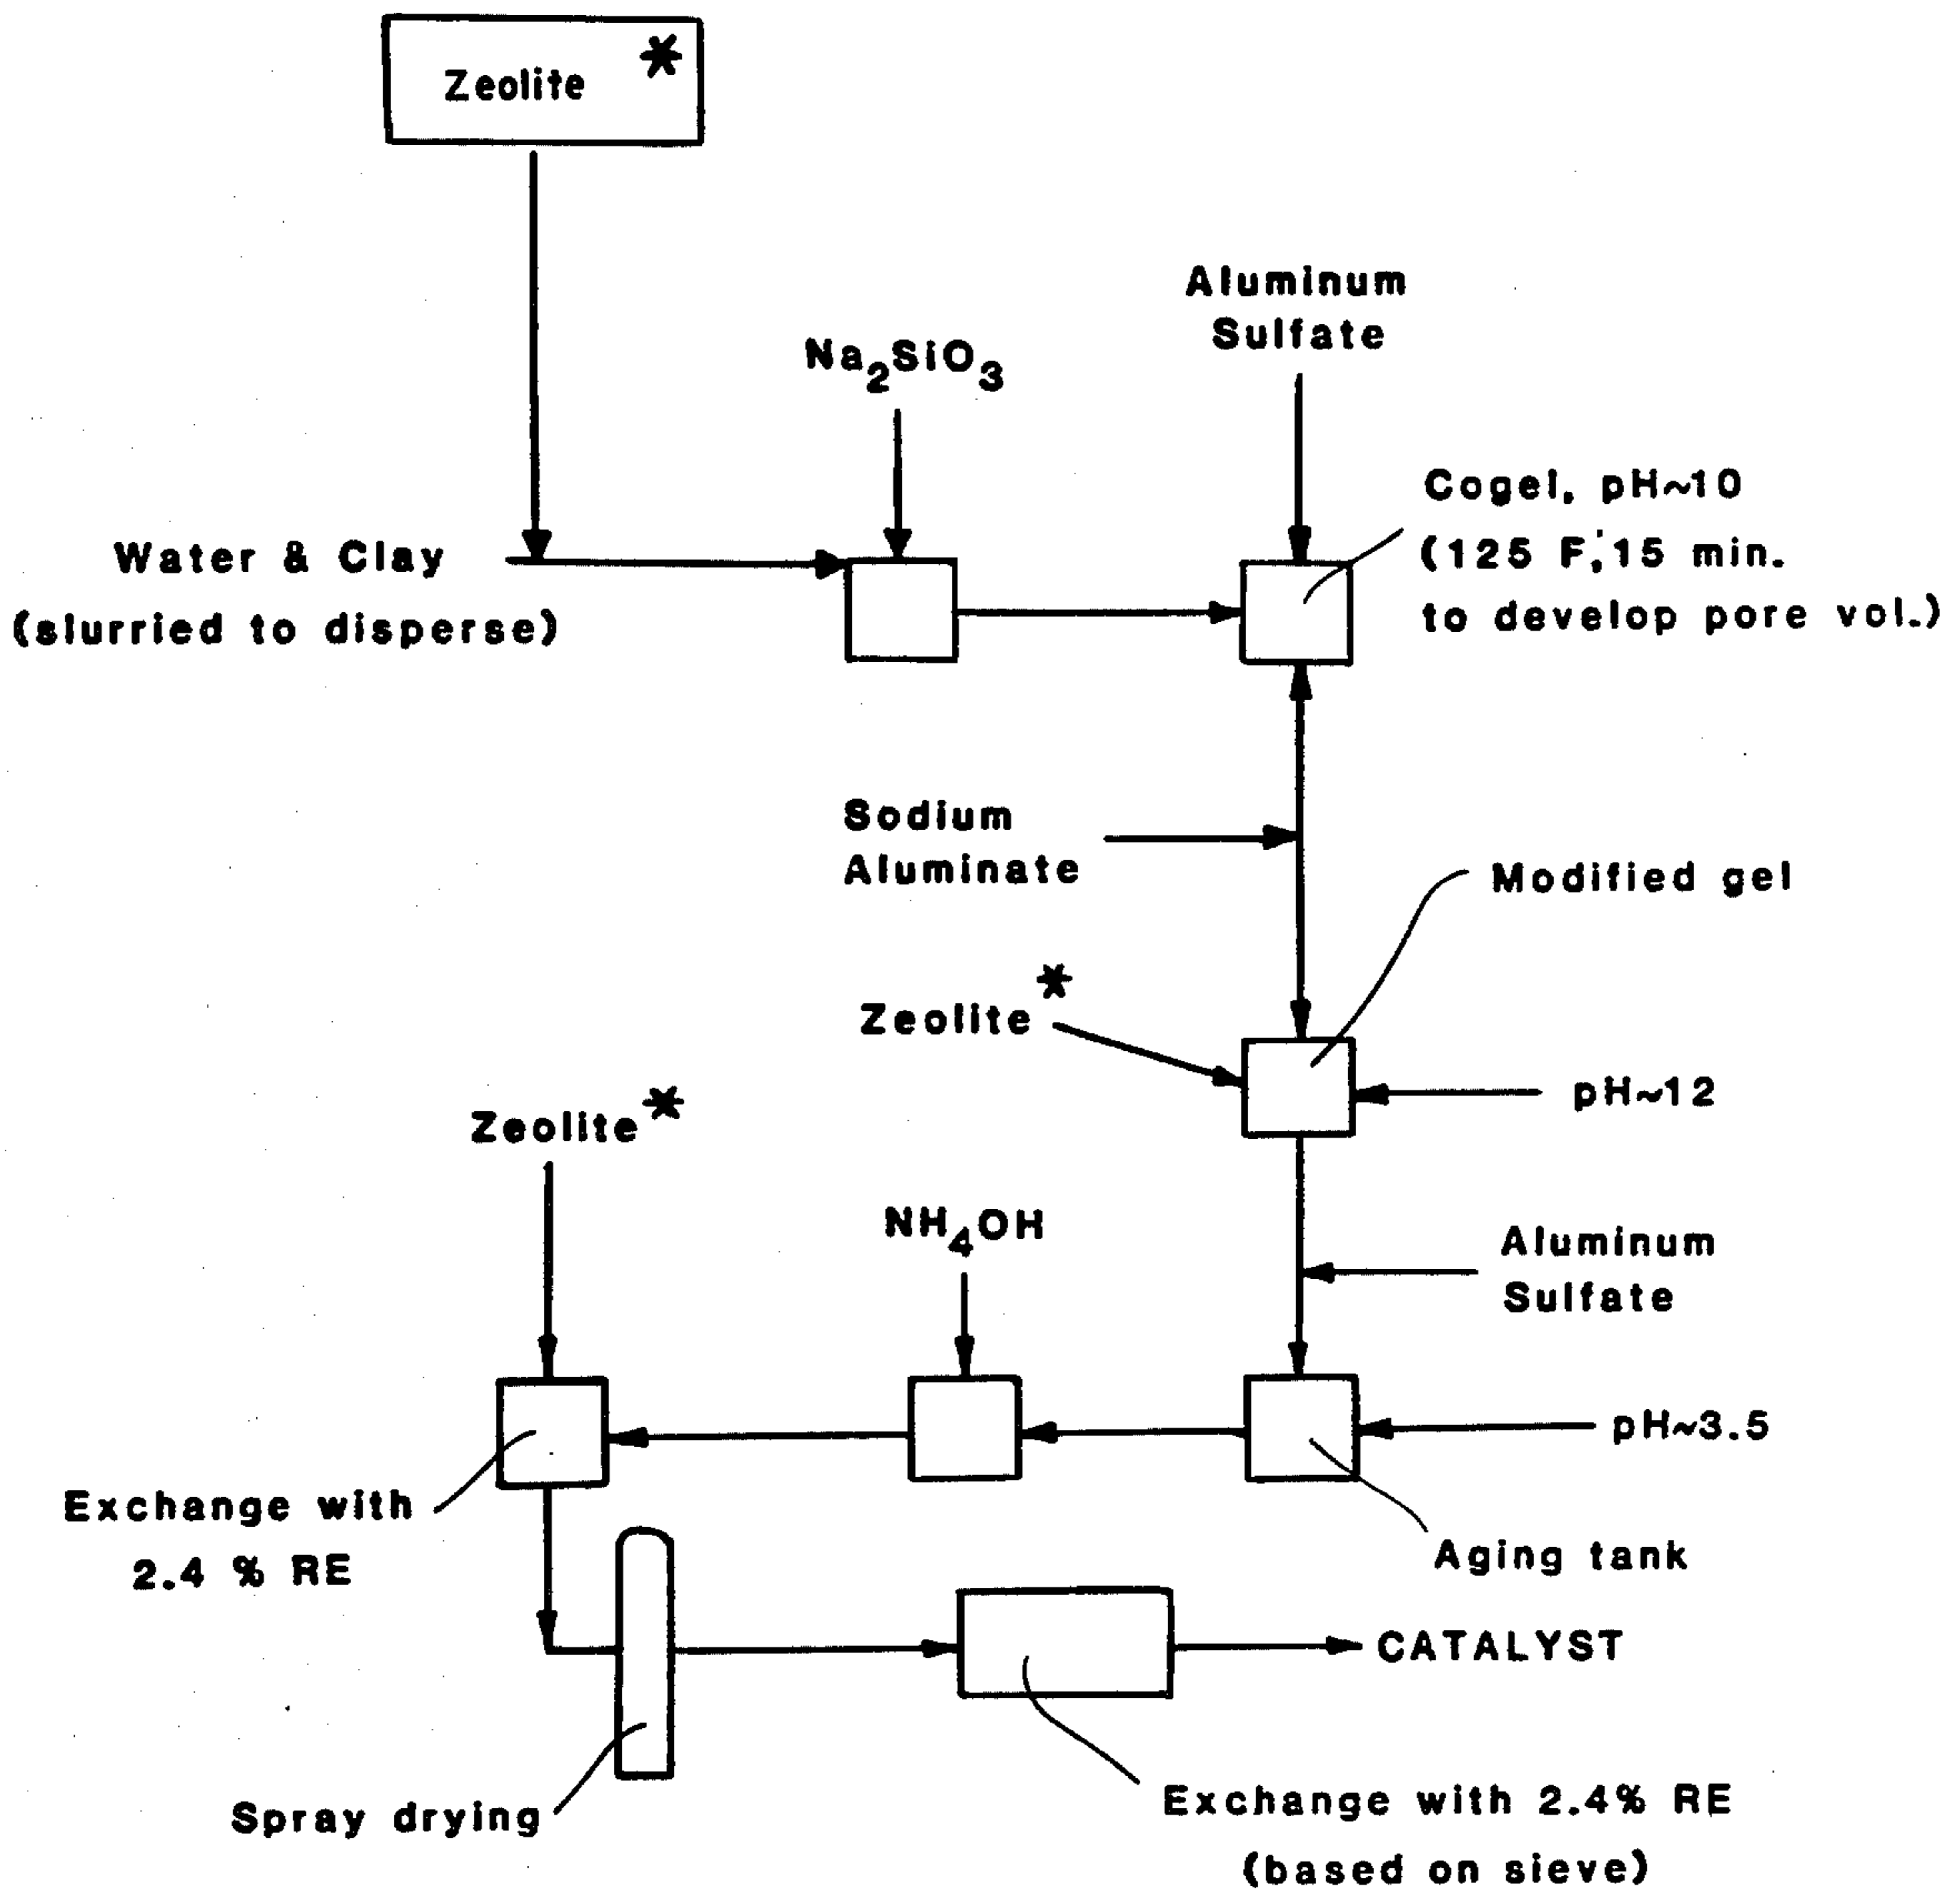 Zeolite *
Aluminum
Sulfate
Na2SiO3
Cogel, pH~10
(125 F; 15 min.
to develop pore vol.)
Water & Clay
(slurried to disperse)
Sodium
Aluminate
Modified gel
Zeolite *
pH~12
Zeolite *
NH4OH
Aluminum
Sulfate
pH~3.5
Exchange with
2.4 % RE
Aging tank
CATALYST
Spray drying
Exchange with 2.4% RE
(based on sieve)